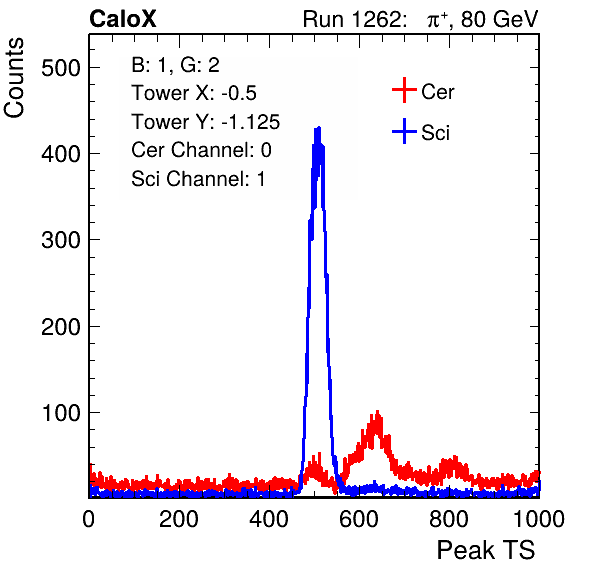 CaloX Run 1262: π+, 80 GeV
Counts
B: 1, G: 2
Tower X: -0.5
Tower Y: -1.125
Cer Channel: 0
Sci Channel: 1
Cer
Sci
500
400
300
200
100
0 200 400 600 800 1000
Peak TS